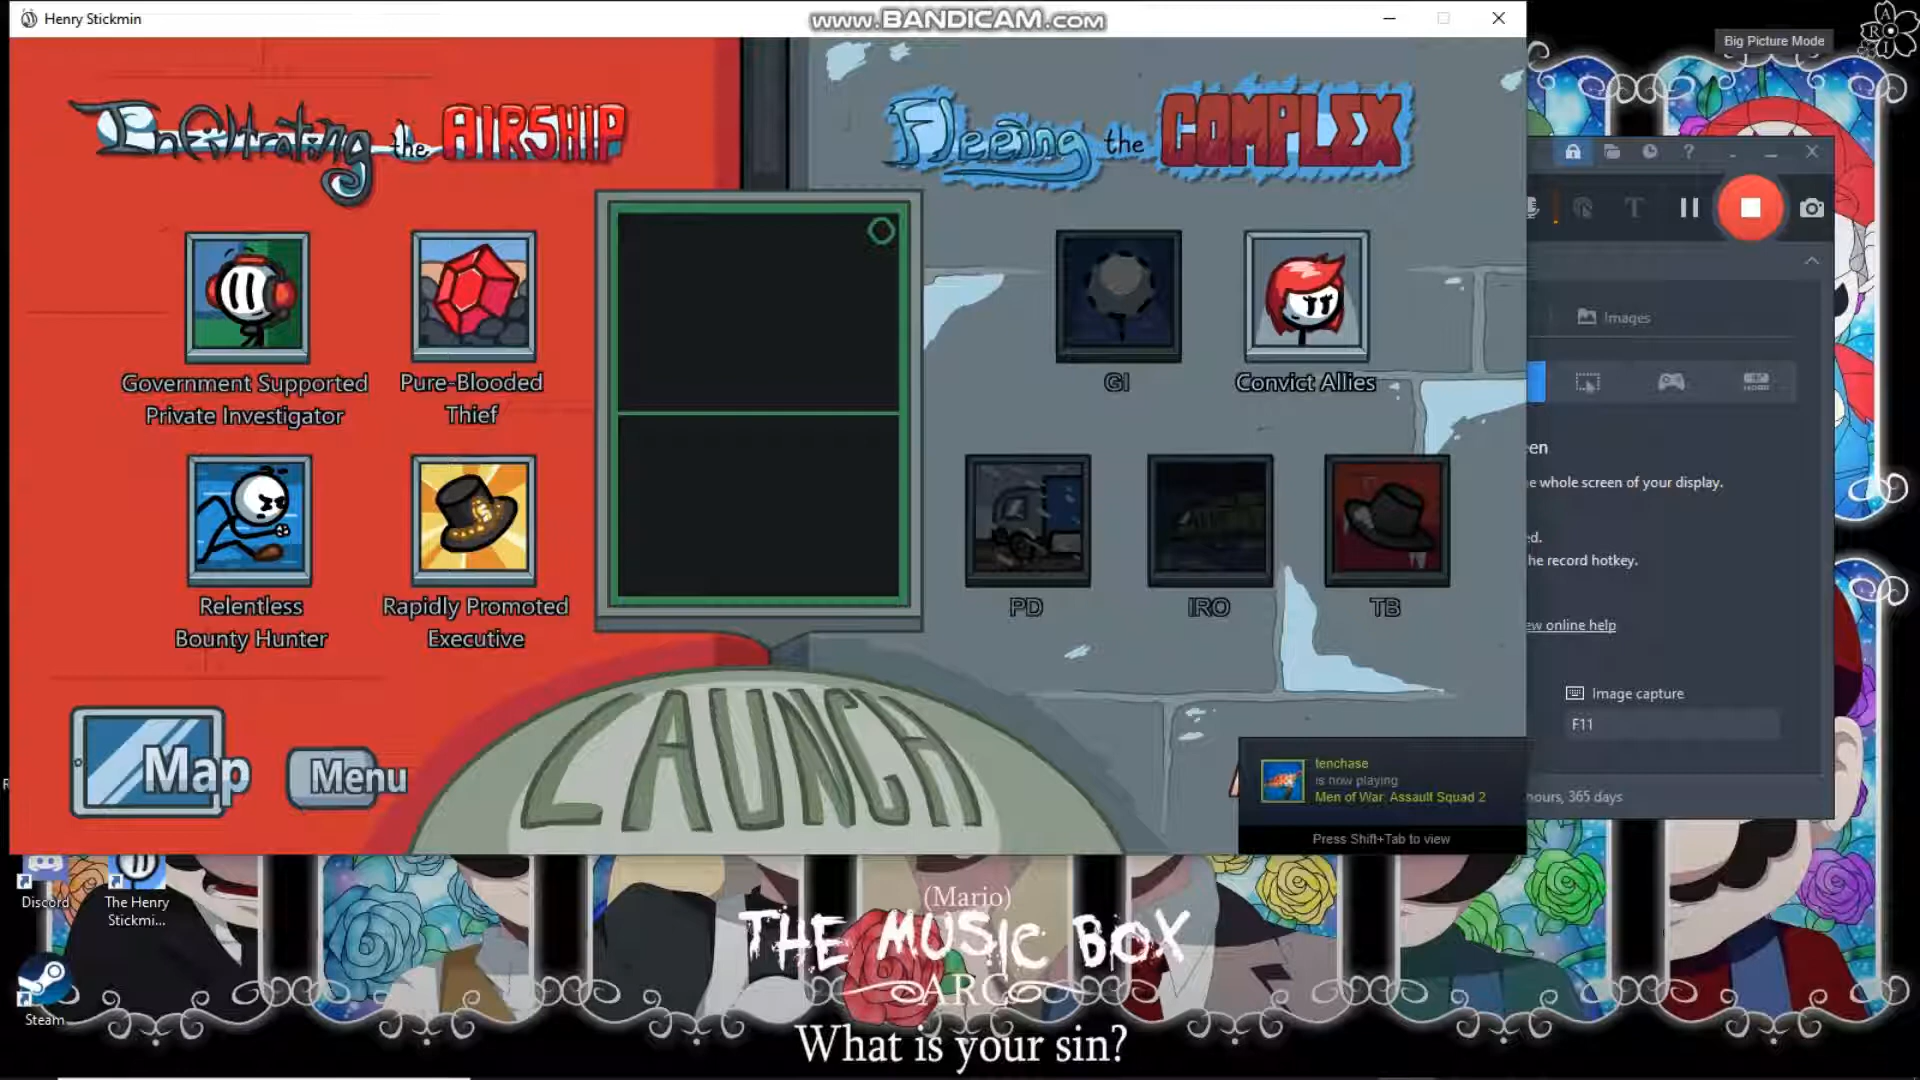 Henry Stickmin
www.BANDICAM.com
Big Picture Mode
ARI
Infiltrating the AIRSHIP
Fleeing the COMPLEX
Government Supported
Private Investigator
Pure-Blooded
Thief
GI
Convict Allies
Relentless
Bounty Hunter
Rapidly Promoted
Executive
PD
IRO
TB
LAUNCH
Map
Menu
tenchase
is now playing
Men of War: Assault Squad 2
Press Shift+Tab to view
Images
een
e whole screen of your display.
ed.
he record hotkey.
ew online help
Image capture
F11
hours, 365 days
Discord
The Henry
Stickmi...
Steam
(Mario)
THE MUSIC BOX
ARC
What is your sin?